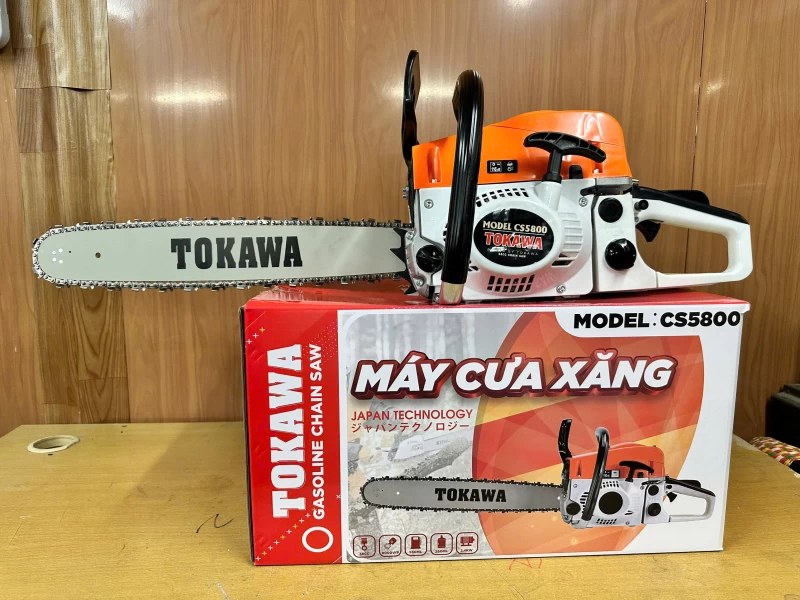 TOKAWA
MODEL CS5800
TOKAWA
MODEL: CS5800
MÁY CƯA XĂNG
JAPAN TECHNOLOGY
ジャパンテクノロジー
TOKAWA
GASOLINE CHAIN SAW
TOKAWA